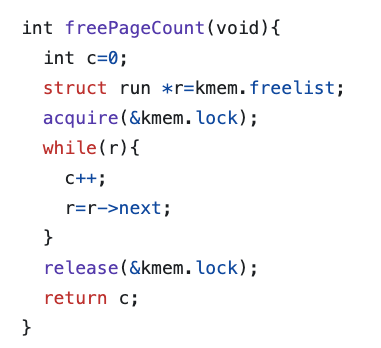 int freePageCount(void){
  int c=0;
  struct run *r=kmem.freelist;
  acquire(&kmem.lock);
  while(r){
    c++;
    r=r->next;
  }
  release(&kmem.lock);
  return c;
}